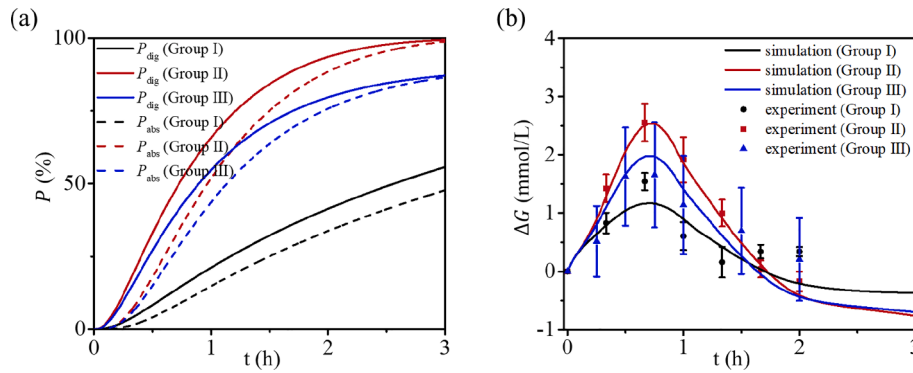 (a)
100
50
0
P (%)
P_dig (Group I)
P_dig (Group II)
P_dig (Group III)
P_abs (Group I)
P_abs (Group II)
P_abs (Group III)
0 1 2 3
t (h)
(b)
4
3
2
1
0
-1
ΔG (mmol/L)
simulation (Group I)
simulation (Group II)
simulation (Group III)
experiment (Group I)
experiment (Group II)
experiment (Group III)
0 1 2 3
t (h)